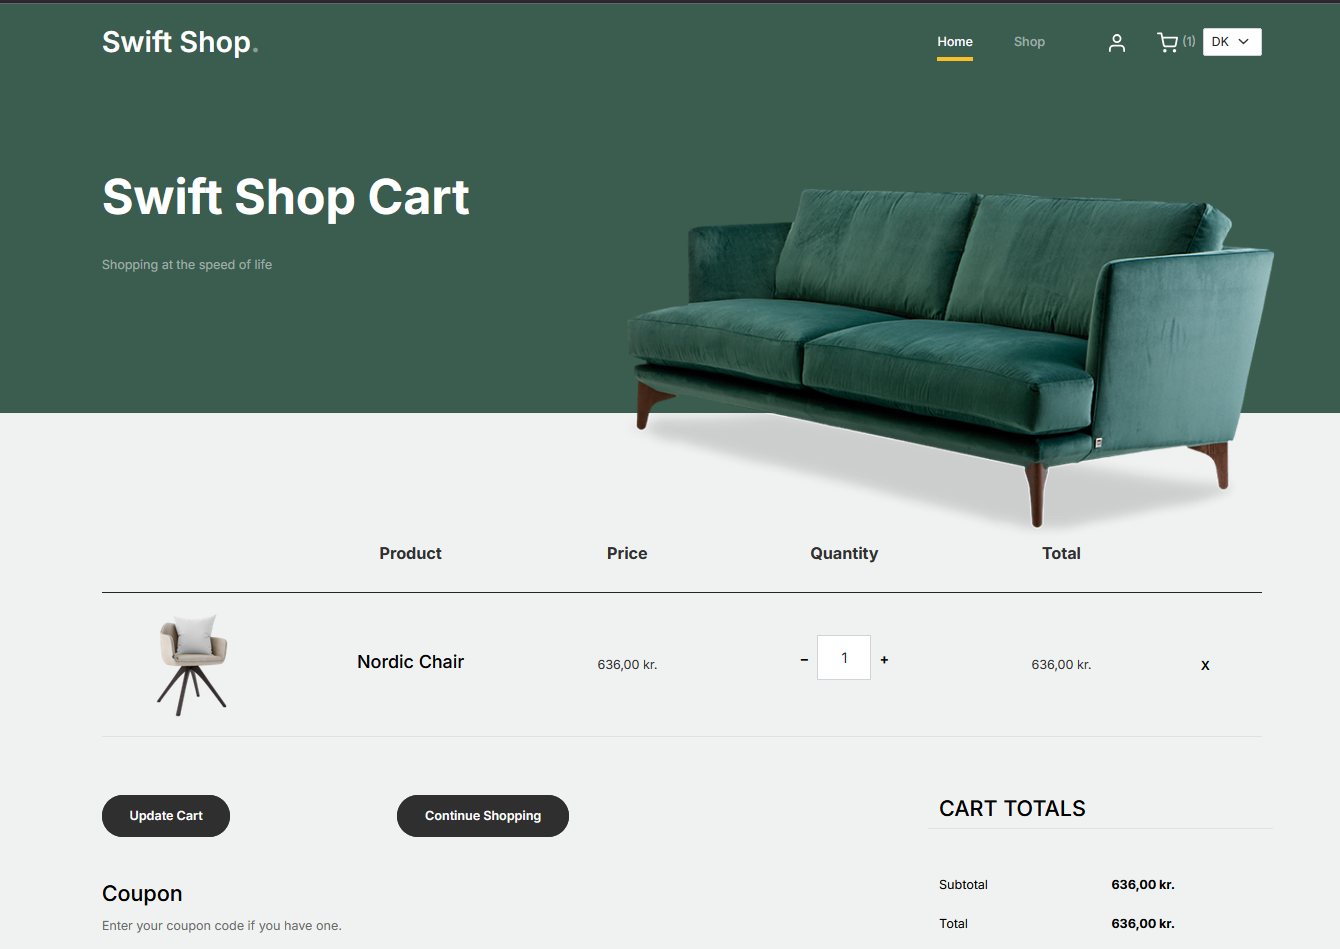 Swift Shop.
Home
Shop
(1)
DK
Swift Shop Cart
Shopping at the speed of life
Product Price Quantity Total
Nordic Chair 636,00 kr. – 1 + 636,00 kr. X
Update Cart
Continue Shopping
CART TOTALS
Coupon
Subtotal 636,00 kr.
Enter your coupon code if you have one.
Total 636,00 kr.